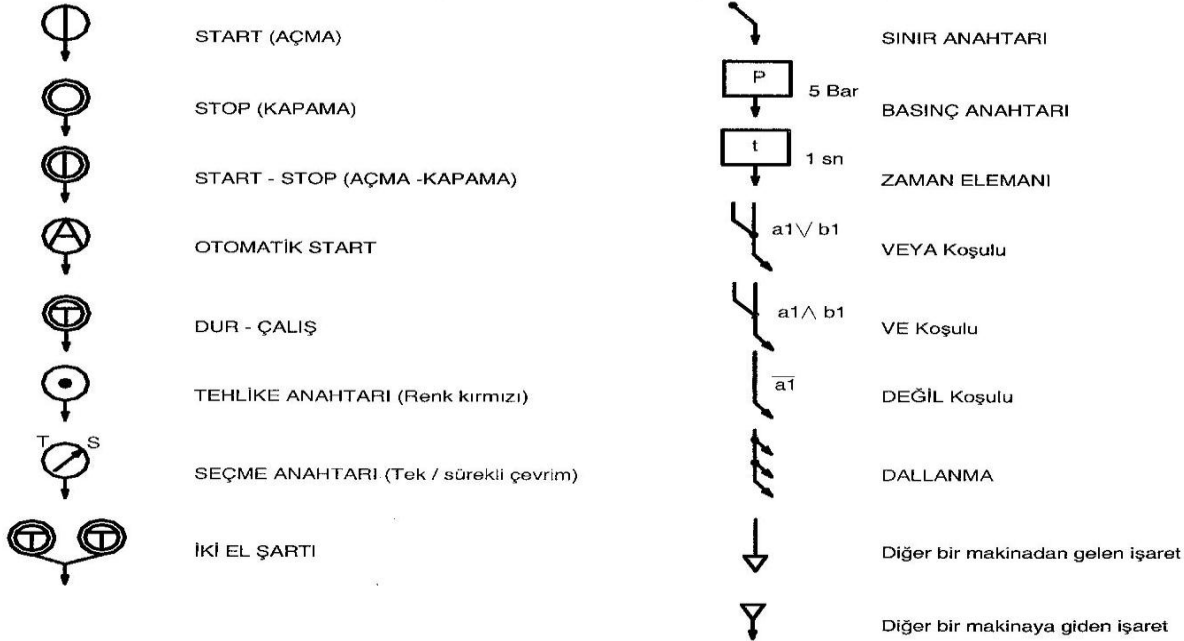 START (AÇMA)
STOP (KAPAMA)
START - STOP (AÇMA -KAPAMA)
A
OTOMATİK START
T
DUR - ÇALIŞ
TEHLİKE ANAHTARI (Renk kırmızı)
T S
SEÇME ANAHTARI (Tek / sürekli çevrim)
T T
İKİ EL ŞARTI
SINIR ANAHTARI
P
5 Bar
BASINÇ ANAHTARI
t
1 sn
ZAMAN ELEMANI
a1\/ b1
VEYA Koşulu
a1/\ b1
VE Koşulu
a̅1̅
DEĞİL Koşulu
DALLANMA
Diğer bir makinadan gelen işaret
Diğer bir makinaya giden işaret